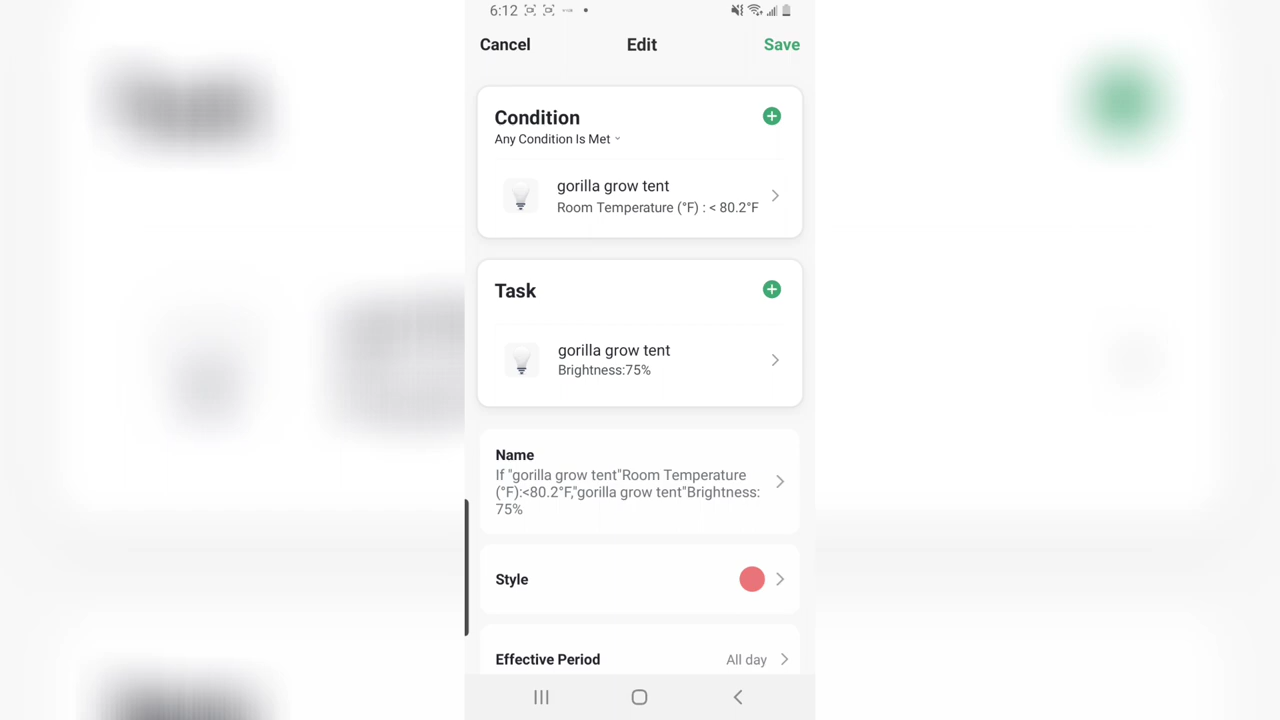 6:12
Cancel Edit Save
Condition
Any Condition Is Met
gorilla grow tent
Room Temperature (°F) : < 80.2°F
Task
gorilla grow tent
Brightness:75%
Name
If "gorilla grow tent"Room Temperature
(°F):<80.2°F,"gorilla grow tent"Brightness:
75%
Style
Effective Period All day